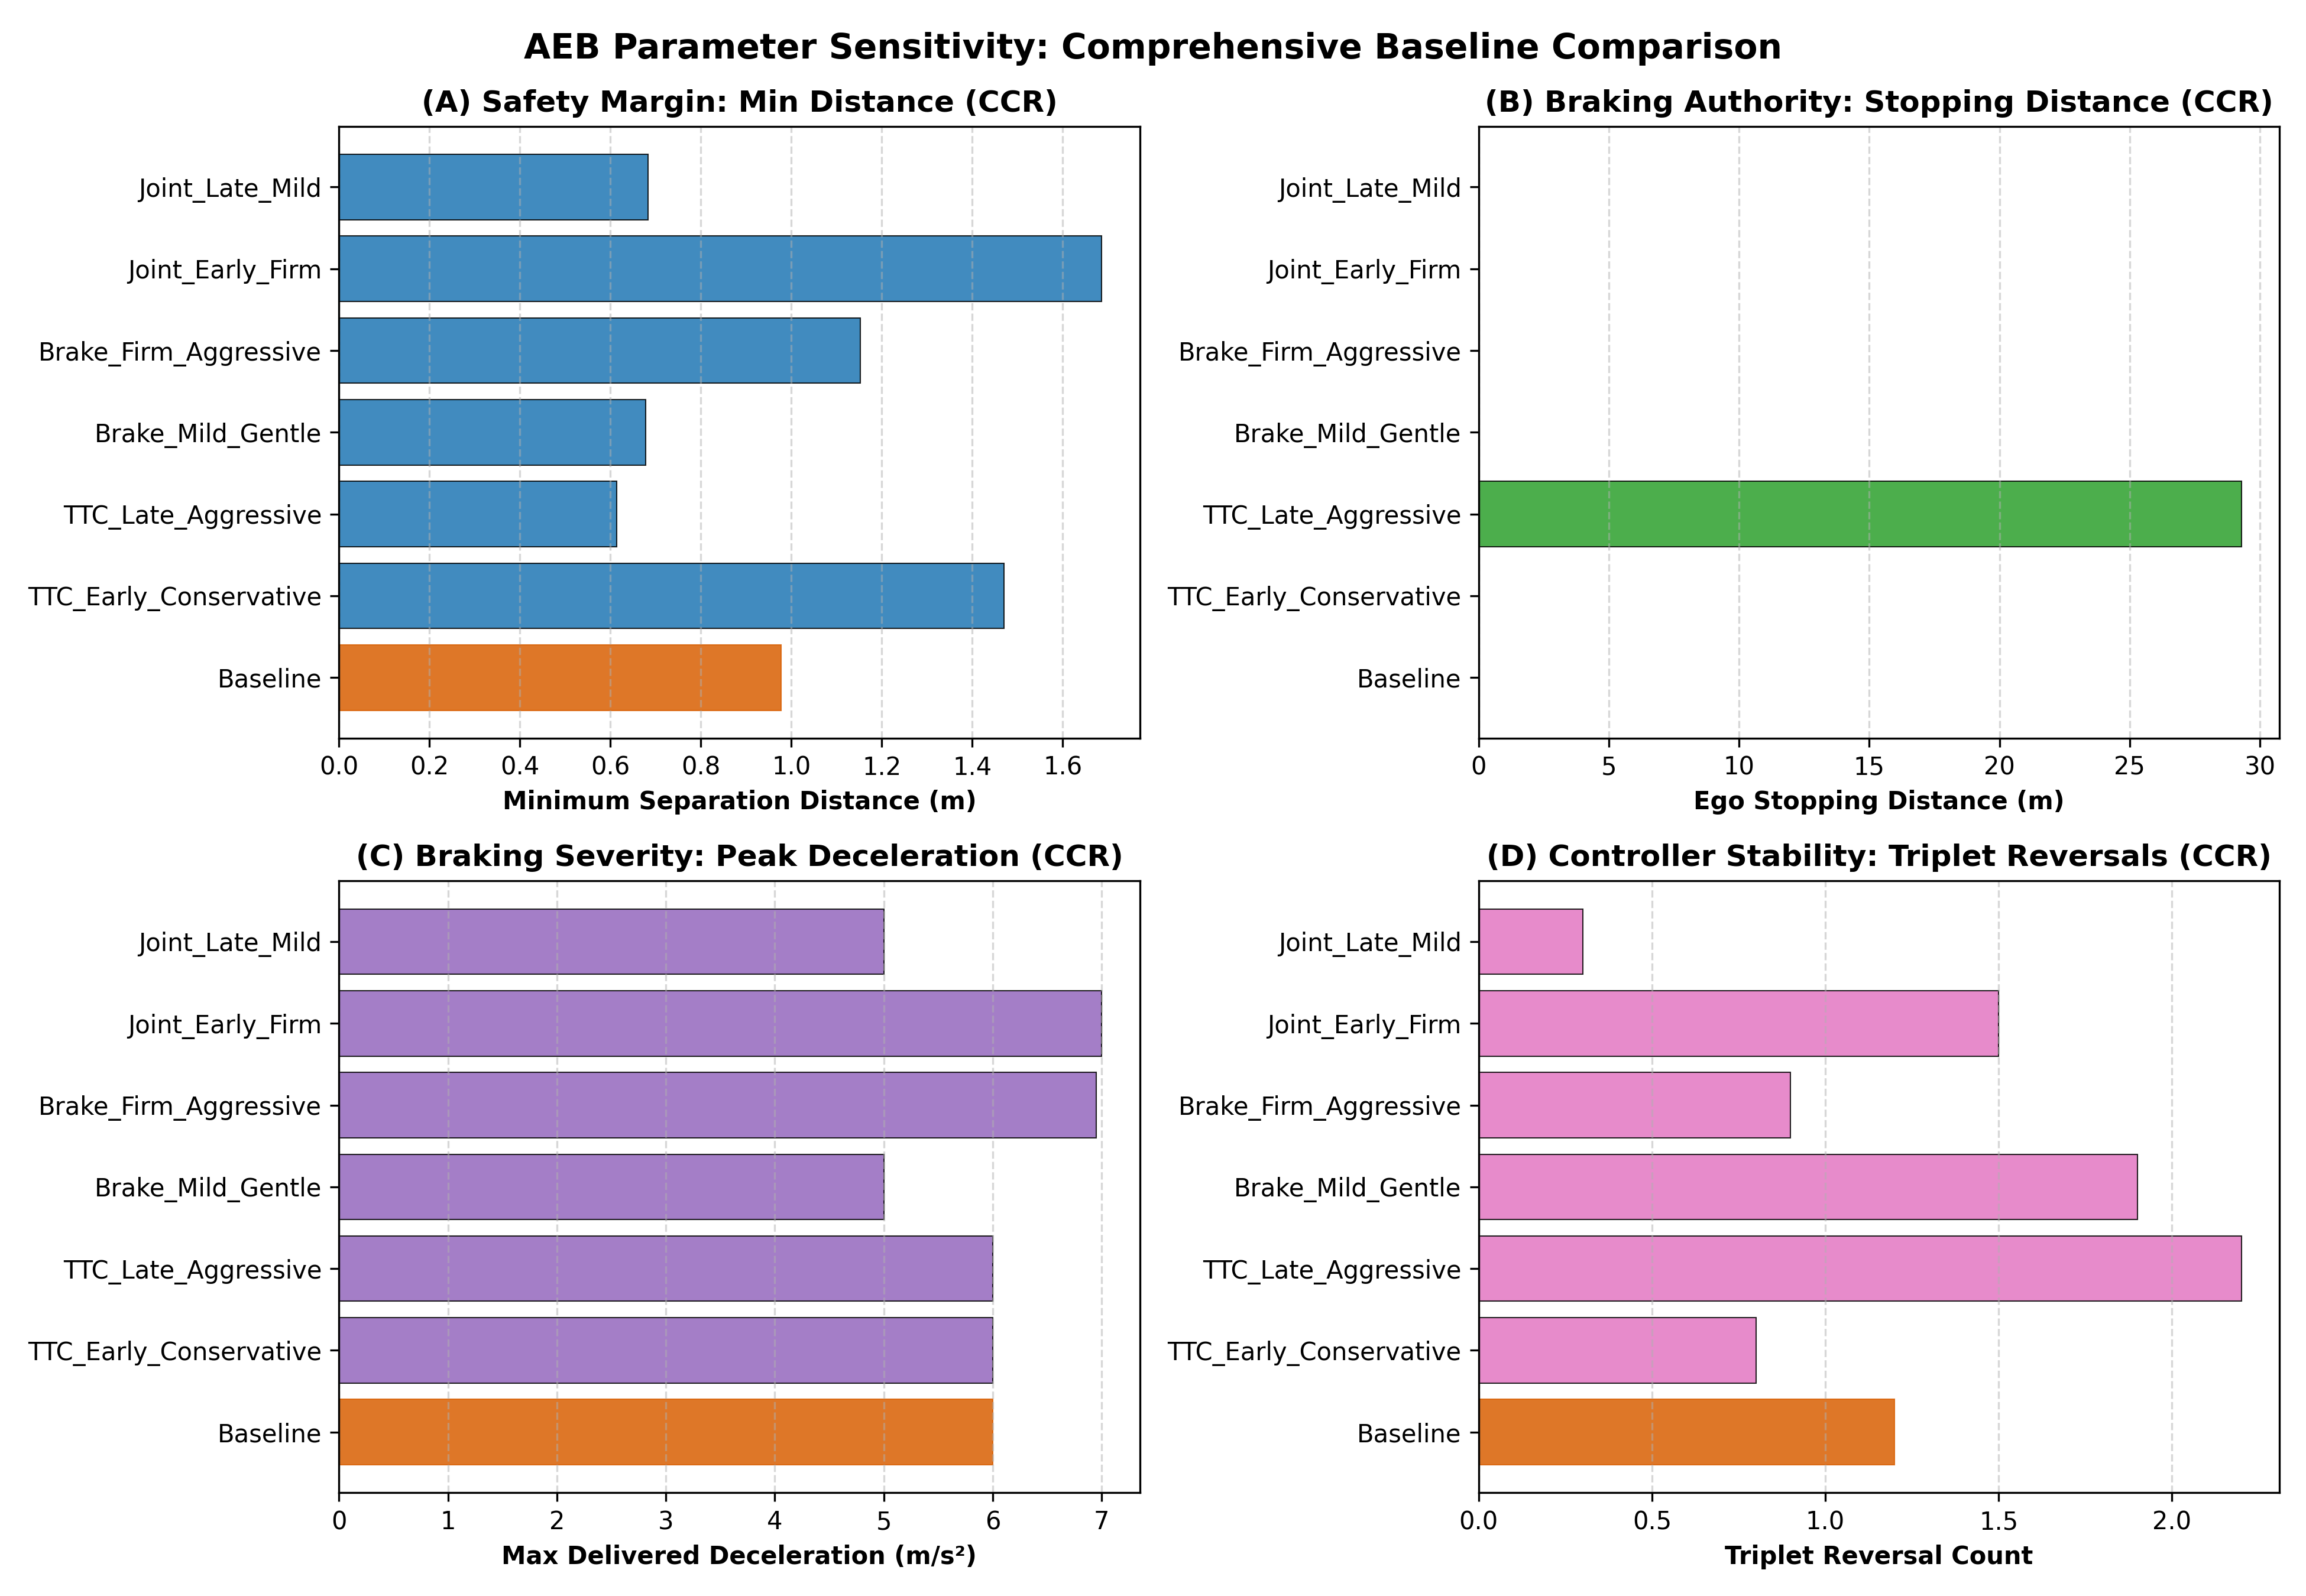 AEB Parameter Sensitivity: Comprehensive Baseline Comparison
(A) Safety Margin: Min Distance (CCR)
Joint_Late_Mild
Joint_Early_Firm
Brake_Firm_Aggressive
Brake_Mild_Gentle
TTC_Late_Aggressive
TTC_Early_Conservative
Baseline
0.0 0.2 0.4 0.6 0.8 1.0 1.2 1.4 1.6
Minimum Separation Distance (m)
(B) Braking Authority: Stopping Distance (CCR)
Joint_Late_Mild
Joint_Early_Firm
Brake_Firm_Aggressive
Brake_Mild_Gentle
TTC_Late_Aggressive
TTC_Early_Conservative
Baseline
0 5 10 15 20 25 30
Ego Stopping Distance (m)
(C) Braking Severity: Peak Deceleration (CCR)
Joint_Late_Mild
Joint_Early_Firm
Brake_Firm_Aggressive
Brake_Mild_Gentle
TTC_Late_Aggressive
TTC_Early_Conservative
Baseline
0 1 2 3 4 5 6 7
Max Delivered Deceleration (m/s²)
(D) Controller Stability: Triplet Reversals (CCR)
Joint_Late_Mild
Joint_Early_Firm
Brake_Firm_Aggressive
Brake_Mild_Gentle
TTC_Late_Aggressive
TTC_Early_Conservative
Baseline
0.0 0.5 1.0 1.5 2.0
Triplet Reversal Count